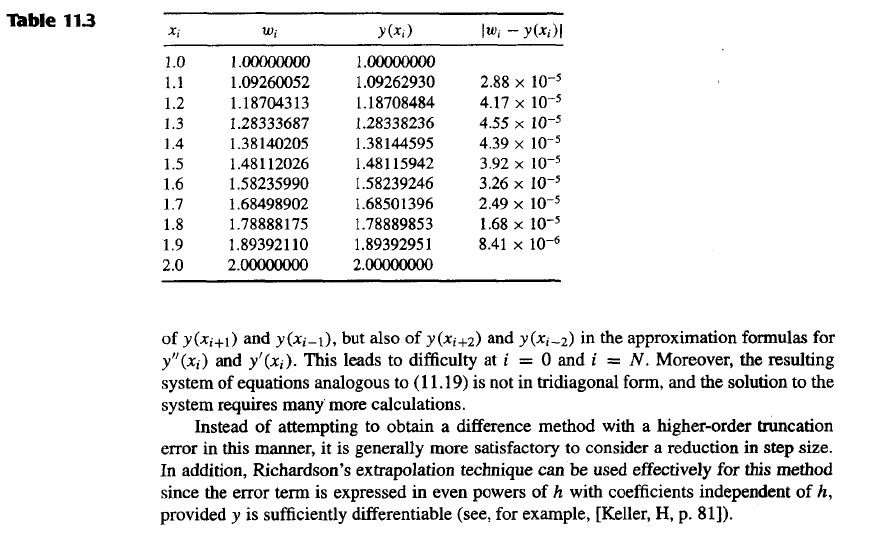 Table 11.3
xᵢ wᵢ y(xᵢ) |wᵢ − y(xᵢ)|
1.0 1.00000000 1.00000000
1.1 1.09260052 1.09262930 2.88 × 10⁻⁵
1.2 1.18704313 1.18708484 4.17 × 10⁻⁵
1.3 1.28333687 1.28338236 4.55 × 10⁻⁵
1.4 1.38140205 1.38144595 4.39 × 10⁻⁵
1.5 1.48112026 1.48115942 3.92 × 10⁻⁵
1.6 1.58235990 1.58239246 3.26 × 10⁻⁵
1.7 1.68498902 1.68501396 2.49 × 10⁻⁵
1.8 1.78888175 1.78889853 1.68 × 10⁻⁵
1.9 1.89392110 1.89392951 8.41 × 10⁻⁶
2.0 2.00000000 2.00000000
of y(xᵢ₊₁) and y(xᵢ₋₁), but also of y(xᵢ₊₂) and y(xᵢ₋₂) in the approximation formulas for
y″(xᵢ) and y′(xᵢ). This leads to difficulty at i = 0 and i = N. Moreover, the resulting
system of equations analogous to (11.19) is not in tridiagonal form, and the solution to the
system requires many more calculations.
Instead of attempting to obtain a difference method with a higher-order truncation
error in this manner, it is generally more satisfactory to consider a reduction in step size.
In addition, Richardson's extrapolation technique can be used effectively for this method
since the error term is expressed in even powers of h with coefficients independent of h,
provided y is sufficiently differentiable (see, for example, [Keller, H, p. 81]).